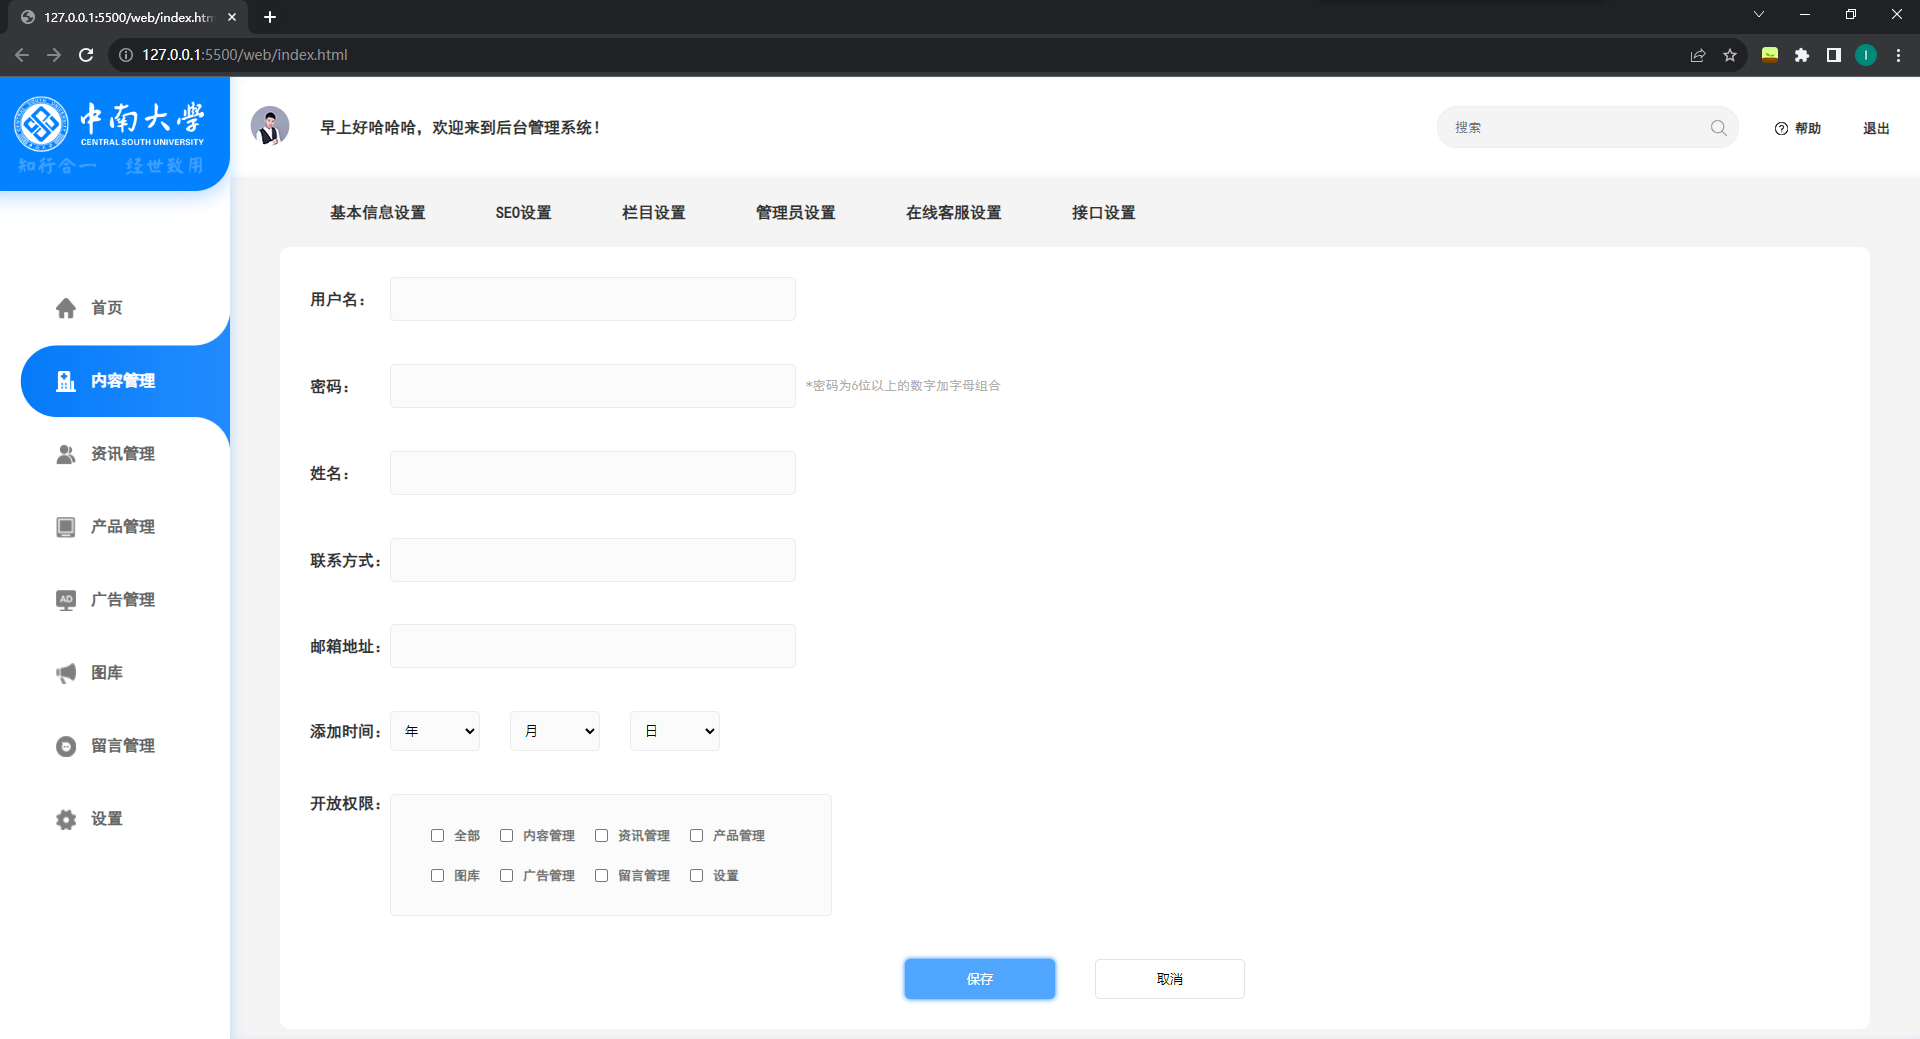 127.0.0.1:5500/web/index.htm
127.0.0.1:5500/web/index.html
中南大学
CENTRAL SOUTH UNIVERSITY
知行合一 经世致用
早上好哈哈哈，欢迎来到后台管理系统！
搜索
帮助
退出
基本信息设置 SEO设置 栏目设置 管理员设置 在线客服设置 接口设置
首页
内容管理
资讯管理
产品管理
AD 广告管理
图库
留言管理
设置
用户名：
密码： *密码为6位以上的数字加字母组合
姓名：
联系方式：
邮箱地址：
添加时间： 年 月 日
开放权限：
全部 内容管理 资讯管理 产品管理
图库 广告管理 留言管理 设置
保存 取消